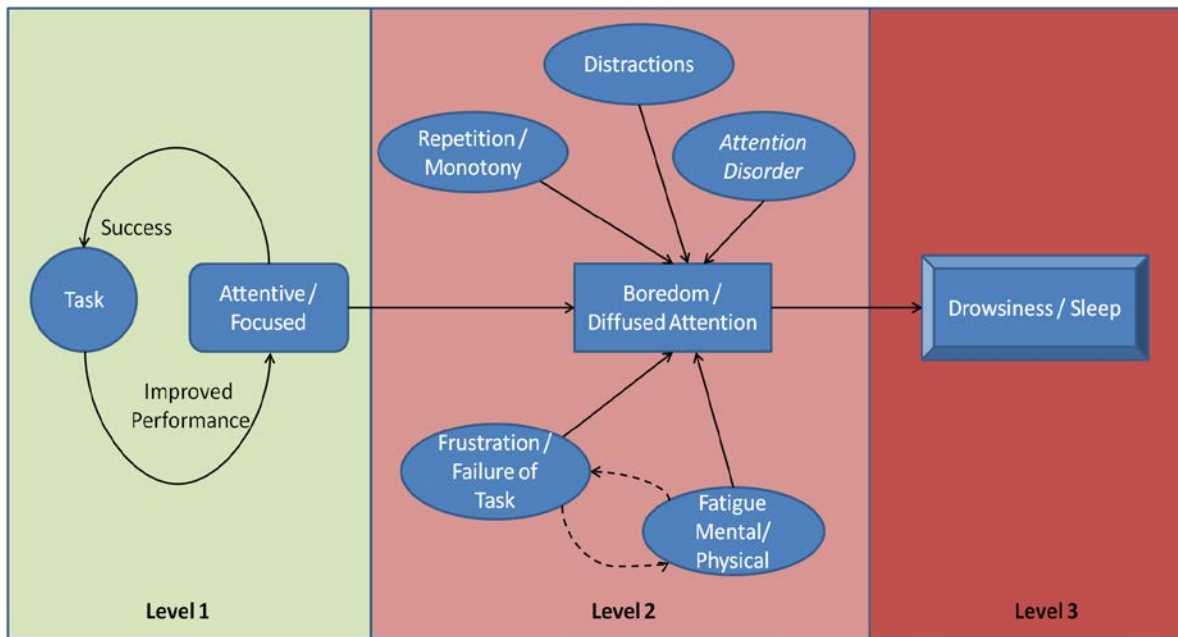 Distractions
Repetition /
Monotony
Attention
Disorder
Success
Task
Attentive /
Focused
Boredom /
Diffused Attention
Drowsiness / Sleep
Improved
Performance
Frustration /
Failure of
Task
Fatigue
Mental/
Physical
Level 1
Level 2
Level 3